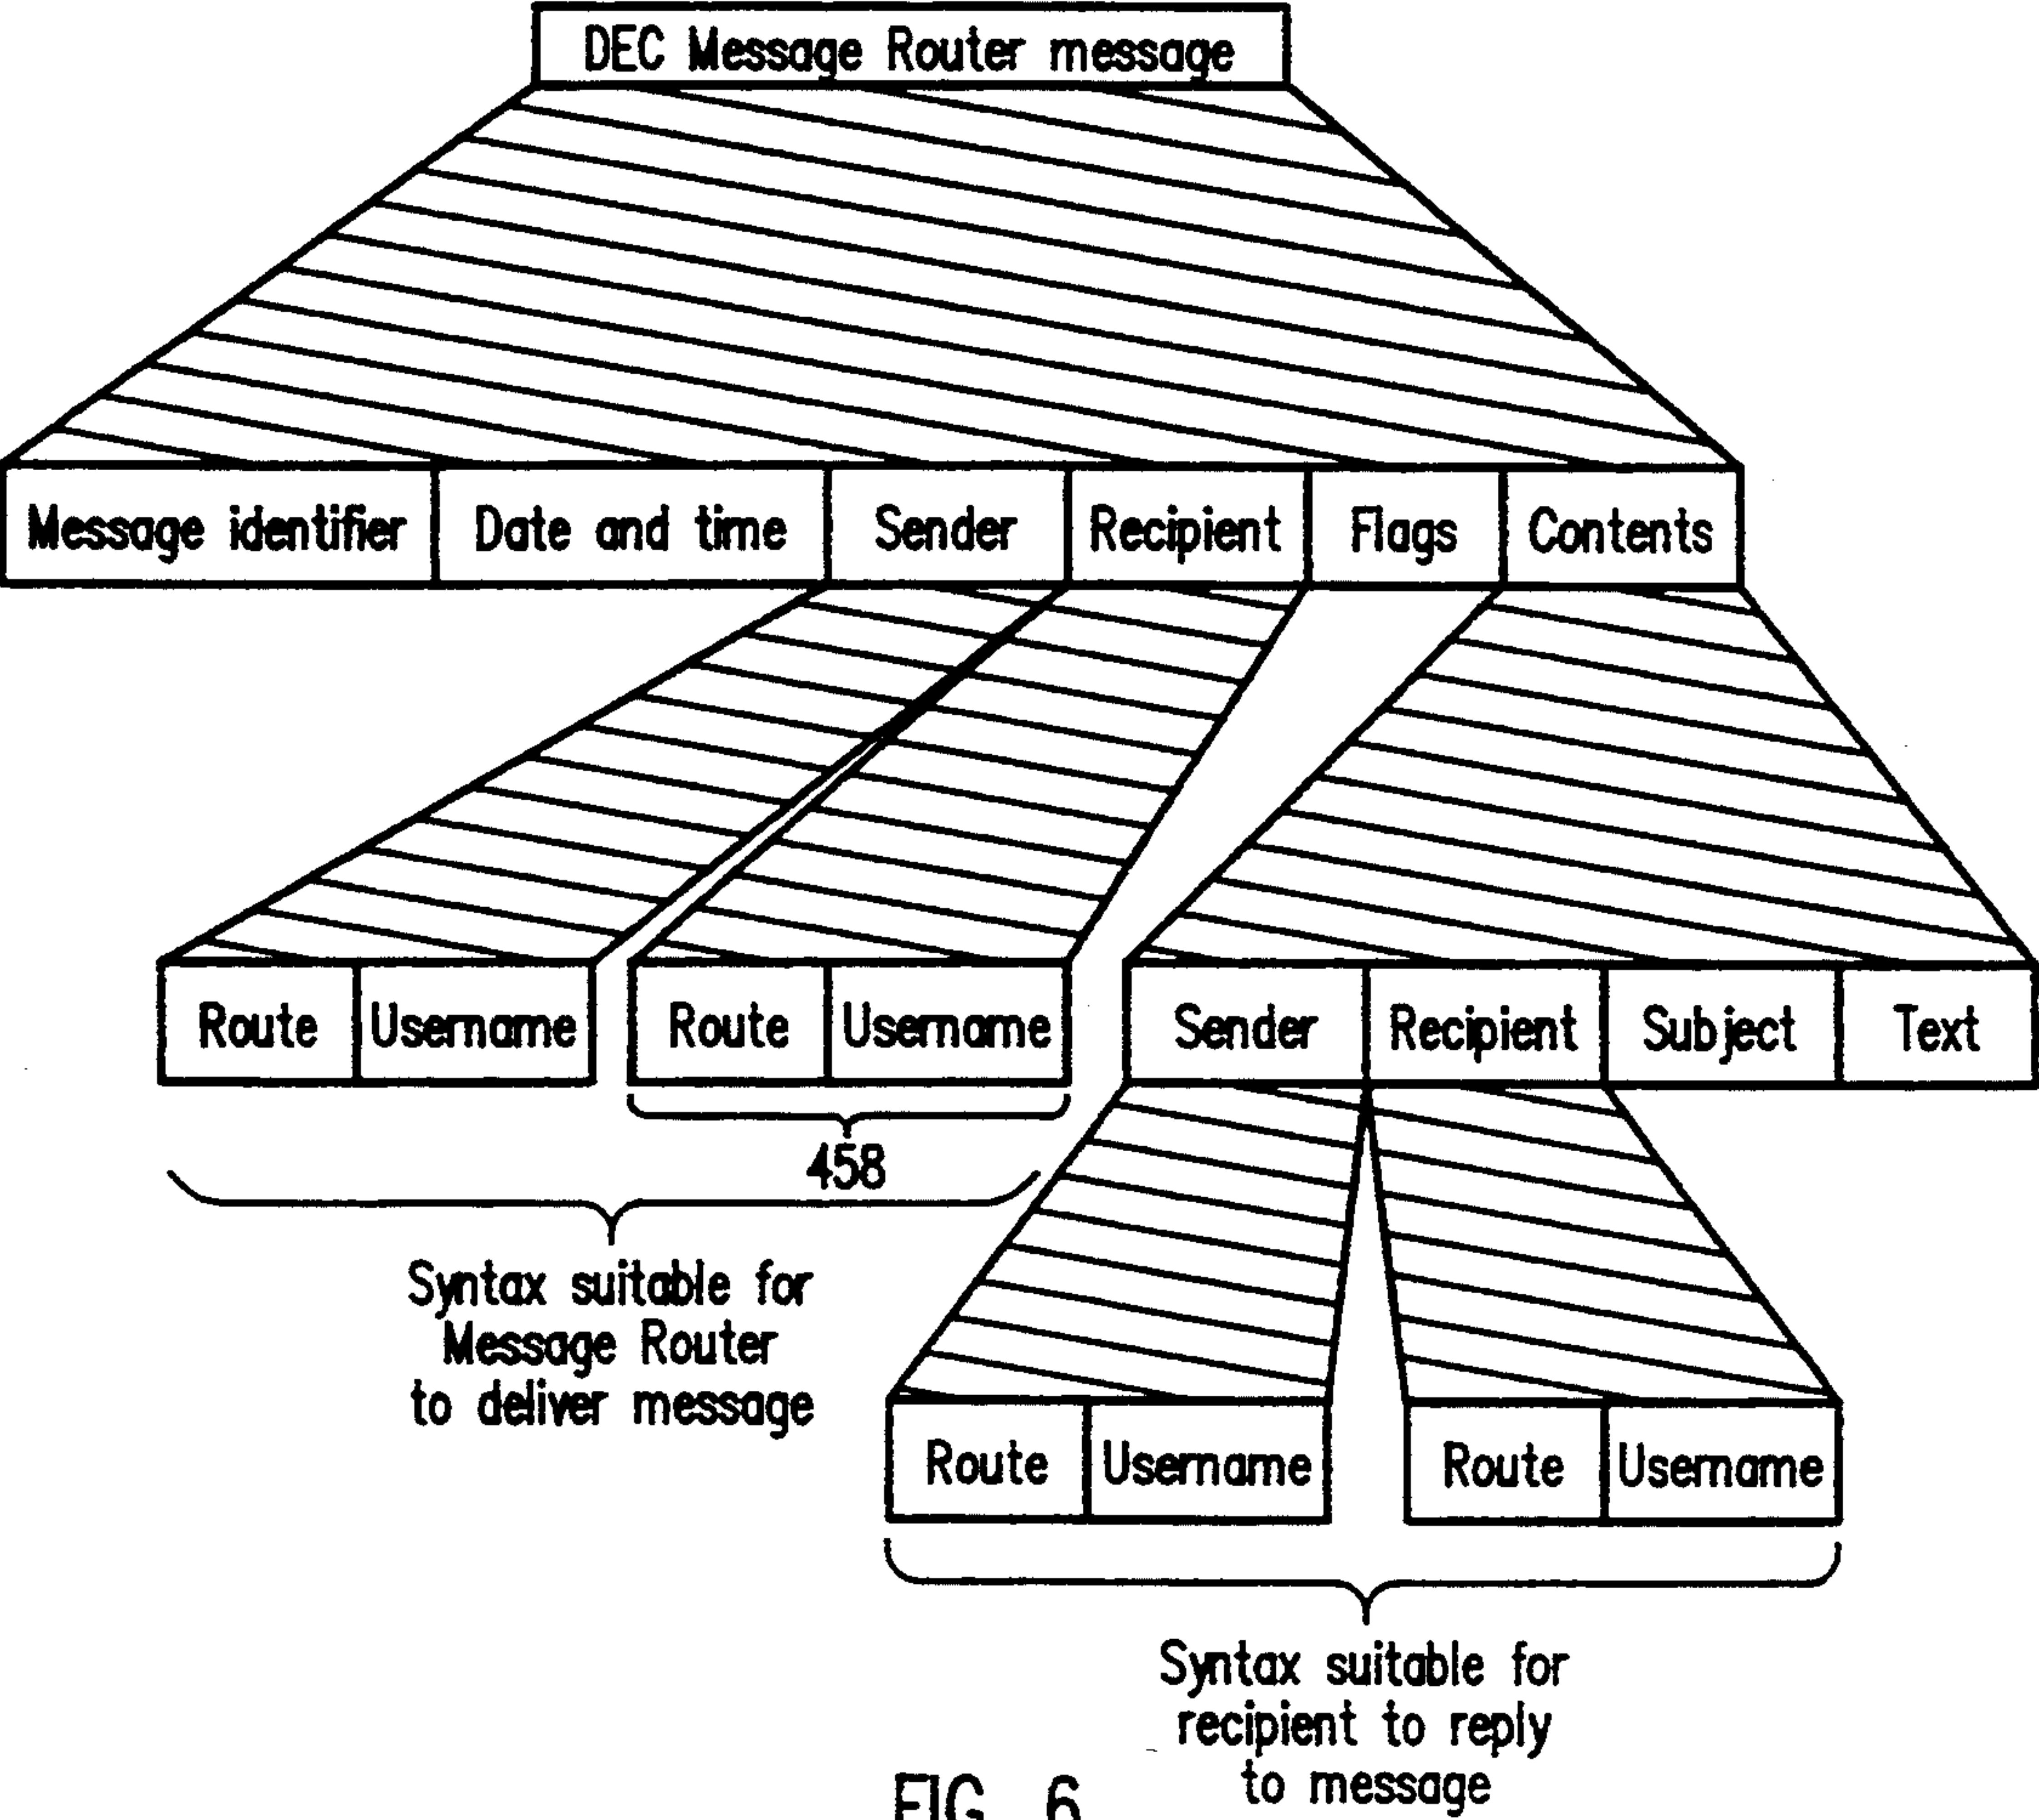 DEC Message Router message
Message identifier Date and time Sender Recipient Flags Contents
Route Username Route Username Sender Recipient Subject Text
458
Syntax suitable for
Message Router
to deliver message
Route Username Route Username
Syntax suitable for
recipient to reply
to message
FIG. 6